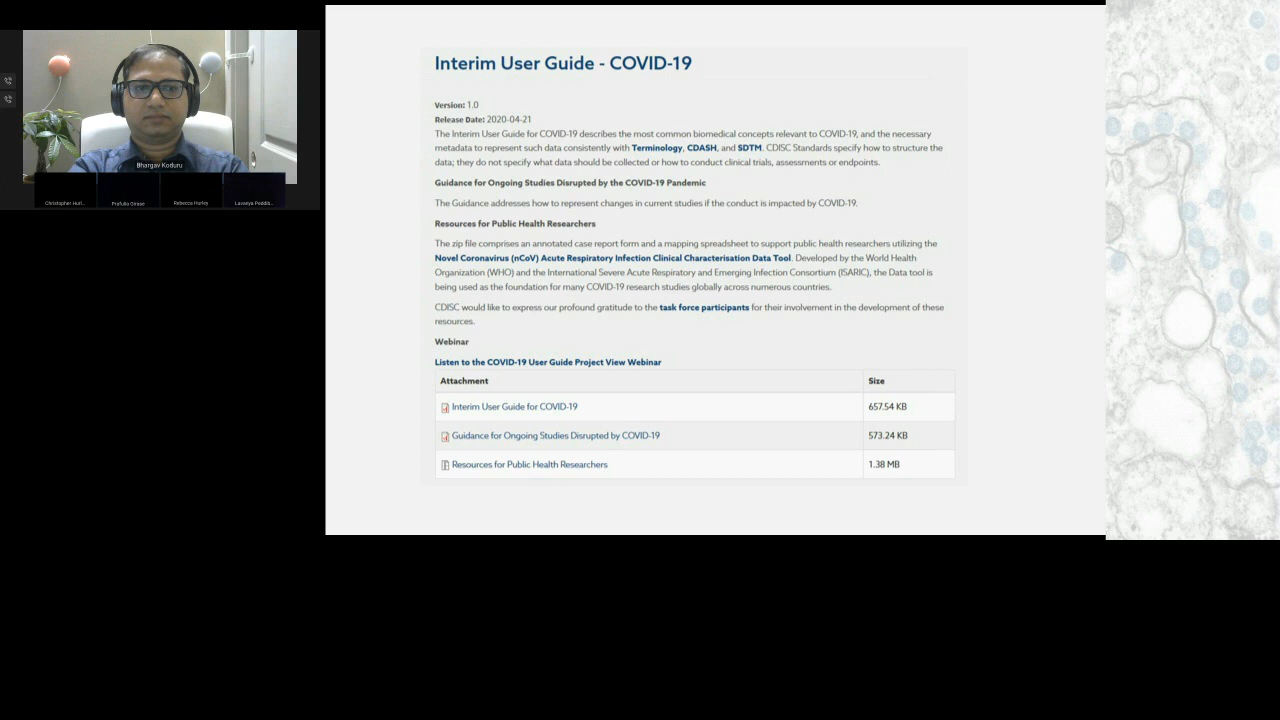 Bhargav Koduru
Christopher Hurl...
Prafulla Girase
Rebecca Hurley
Lavanya Peddib...
Interim User Guide - COVID-19
Version: 1.0
Release Date: 2020-04-21
The Interim User Guide for COVID-19 describes the most common biomedical concepts relevant to COVID-19, and the necessary
metadata to represent such data consistently with Terminology, CDASH, and SDTM. CDISC Standards specify how to structure the
data; they do not specify what data should be collected or how to conduct clinical trials, assessments or endpoints.
Guidance for Ongoing Studies Disrupted by the COVID-19 Pandemic
The Guidance addresses how to represent changes in current studies if the conduct is impacted by COVID-19.
Resources for Public Health Researchers
The zip file comprises an annotated case report form and a mapping spreadsheet to support public health researchers utilizing the
Novel Coronavirus (nCoV) Acute Respiratory Infection Clinical Characterisation Data Tool. Developed by the World Health
Organization (WHO) and the International Severe Acute Respiratory and Emerging Infection Consortium (ISARIC), the Data tool is
being used as the foundation for many COVID-19 research studies globally across numerous countries.
CDISC would like to express our profound gratitude to the task force participants for their involvement in the development of these
resources.
Webinar
Listen to the COVID-19 User Guide Project View Webinar
Attachment Size
Interim User Guide for COVID-19 657.54 KB
Guidance for Ongoing Studies Disrupted by COVID-19 573.24 KB
Resources for Public Health Researchers 1.38 MB